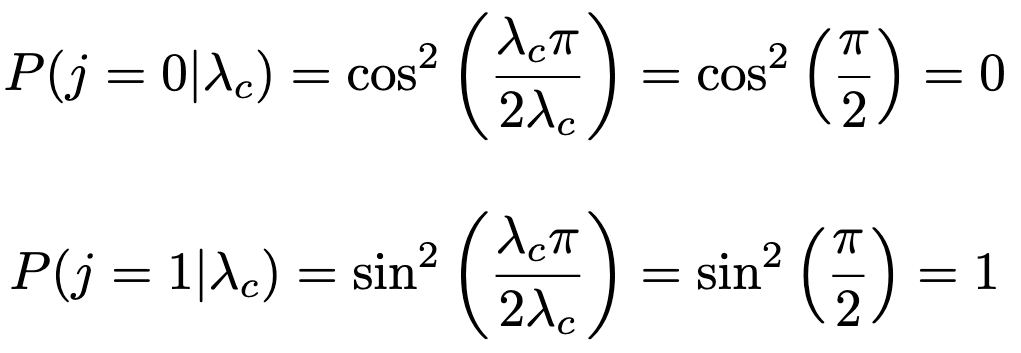 P(j = 0|λ_c) = cos²(λ_cπ / 2λ_c) = cos²(π / 2) = 0
P(j = 1|λ_c) = sin²(λ_cπ / 2λ_c) = sin²(π / 2) = 1